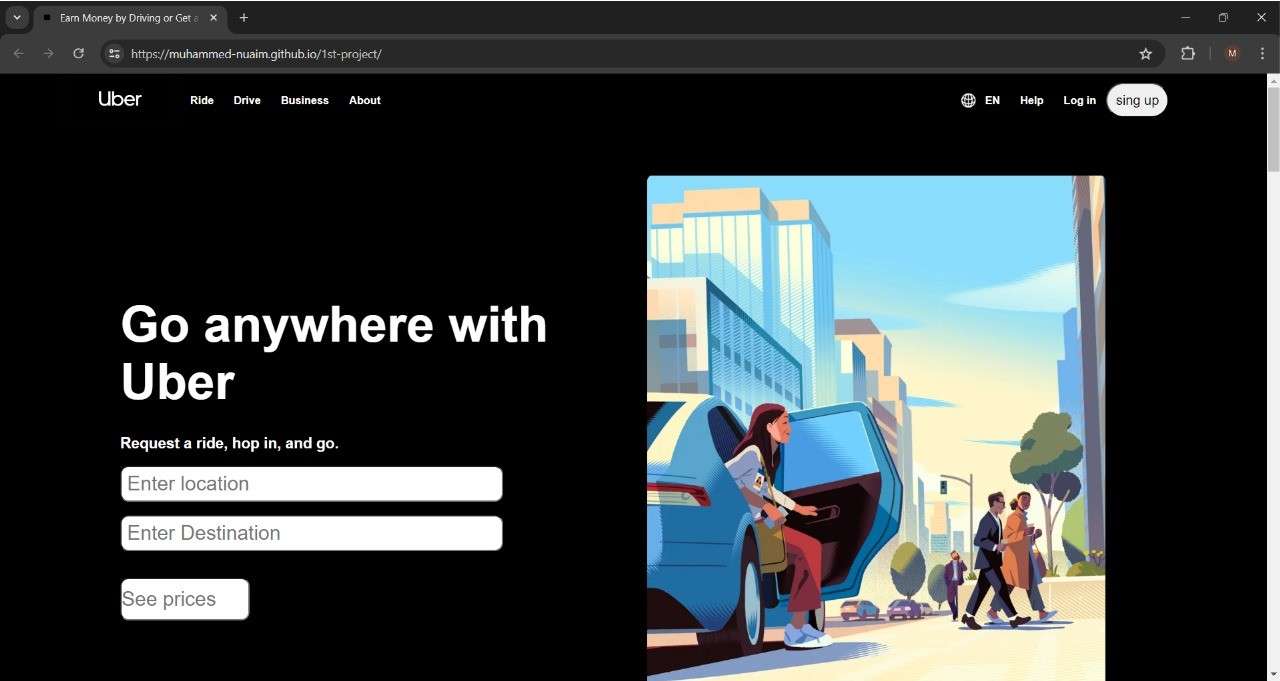 Earn Money by Driving or Get a
https://muhammed-nuaim.github.io/1st-project/
M
Uber
Ride Drive Business About
EN Help Log in sing up
Go anywhere with
Uber
Request a ride, hop in, and go.
Enter location
Enter Destination
See prices